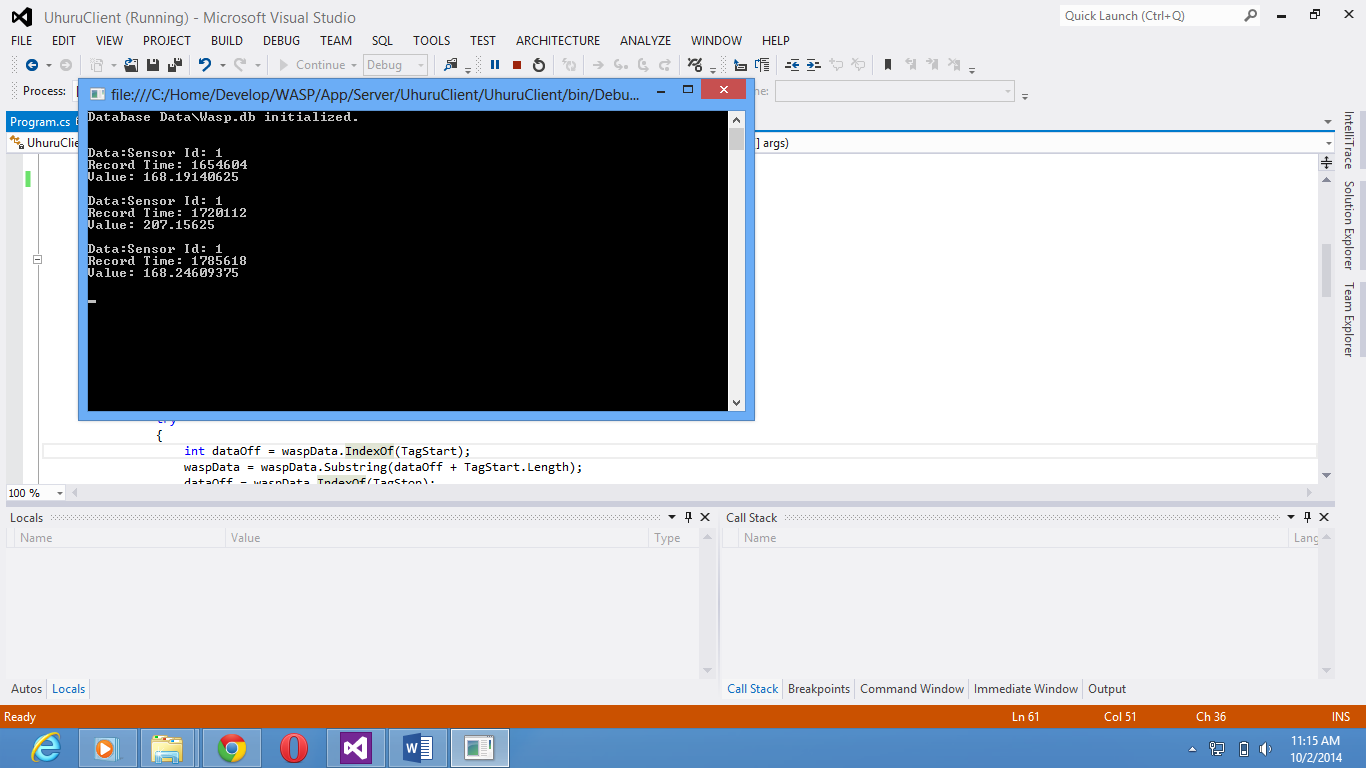 UhuruClient (Running) - Microsoft Visual Studio
Quick Launch (Ctrl+Q)
FILE EDIT VIEW PROJECT BUILD DEBUG TEAM SQL TOOLS TEST ARCHITECTURE ANALYZE WINDOW HELP
Continue Debug
Process:
file:///C:/Home/Develop/WASP/App/Server/UhuruClient/UhuruClient/bin/Debu...
Program.cs
UhuruClie
] args)
Database Data\Wasp.db initialized.
Data:Sensor Id: 1
Record Time: 1654604
Value: 168.19140625
Data:Sensor Id: 1
Record Time: 1720112
Value: 207.15625
Data:Sensor Id: 1
Record Time: 1785618
Value: 168.24609375
IntelliTrace
Solution Explorer
Team Explorer
try
{
int dataOff = waspData.IndexOf(TagStart);
waspData = waspData.Substring(dataOff + TagStart.Length);
dataOff = waspData.IndexOf(TagStop);
100 %
Locals
Name Value Type
Call Stack
Name Lang
Autos Locals
Call Stack Breakpoints Command Window Immediate Window Output
Ready Ln 61 Col 51 Ch 36 INS
11:15 AM
10/2/2014